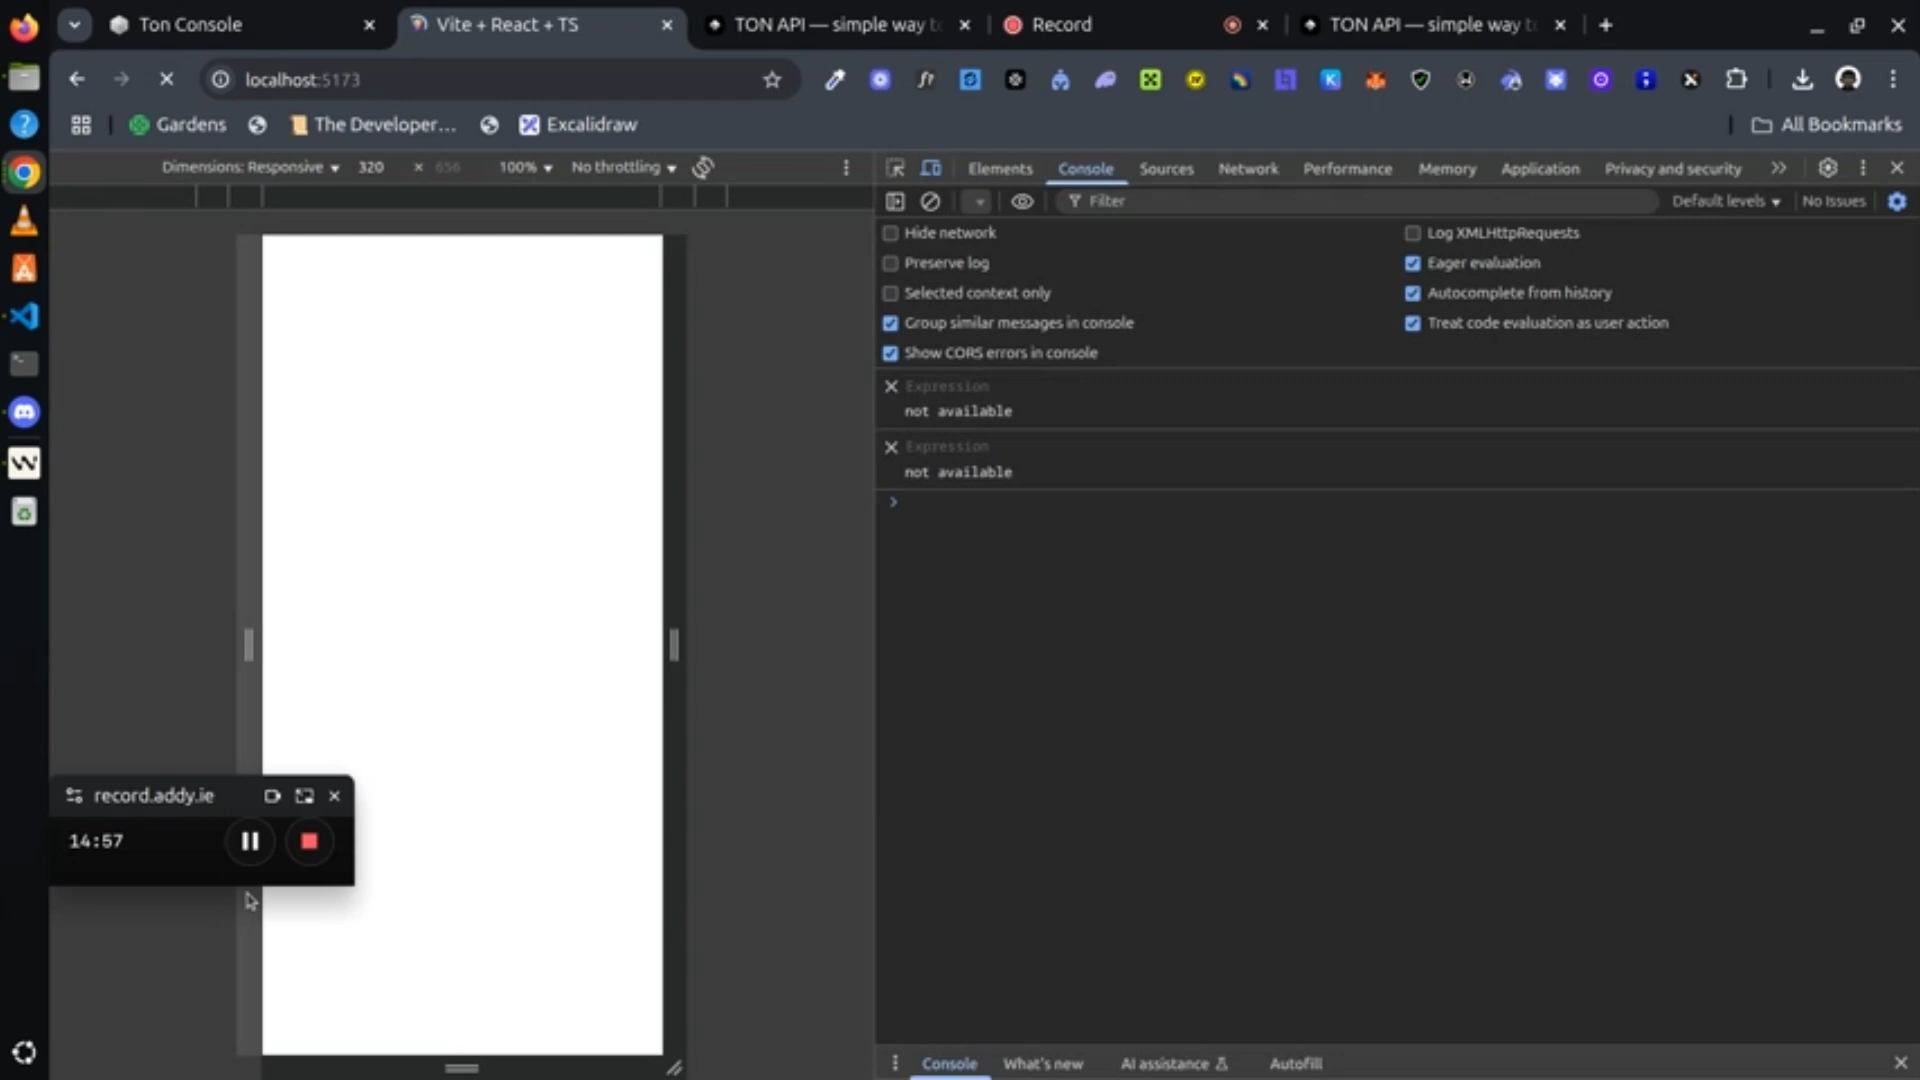 Ton Console
Vite + React + TS
TON API — simple way t
Record
TON API — simple way t
localhost:5173
Gardens
The Developer...
Excalidraw
All Bookmarks
Dimensions: Responsive
320
×
656
100%
No throttling
Elements
Console
Sources
Network
Performance
Memory
Application
Privacy and security
Filter
Default levels
No Issues
Hide network
Log XMLHttpRequests
Preserve log
Eager evaluation
Selected context only
Autocomplete from history
Group similar messages in console
Treat code evaluation as user action
Show CORS errors in console
Expression
not available
Expression
not available
record.addy.ie
14:57
Console
What's new
AI assistance
Autofill